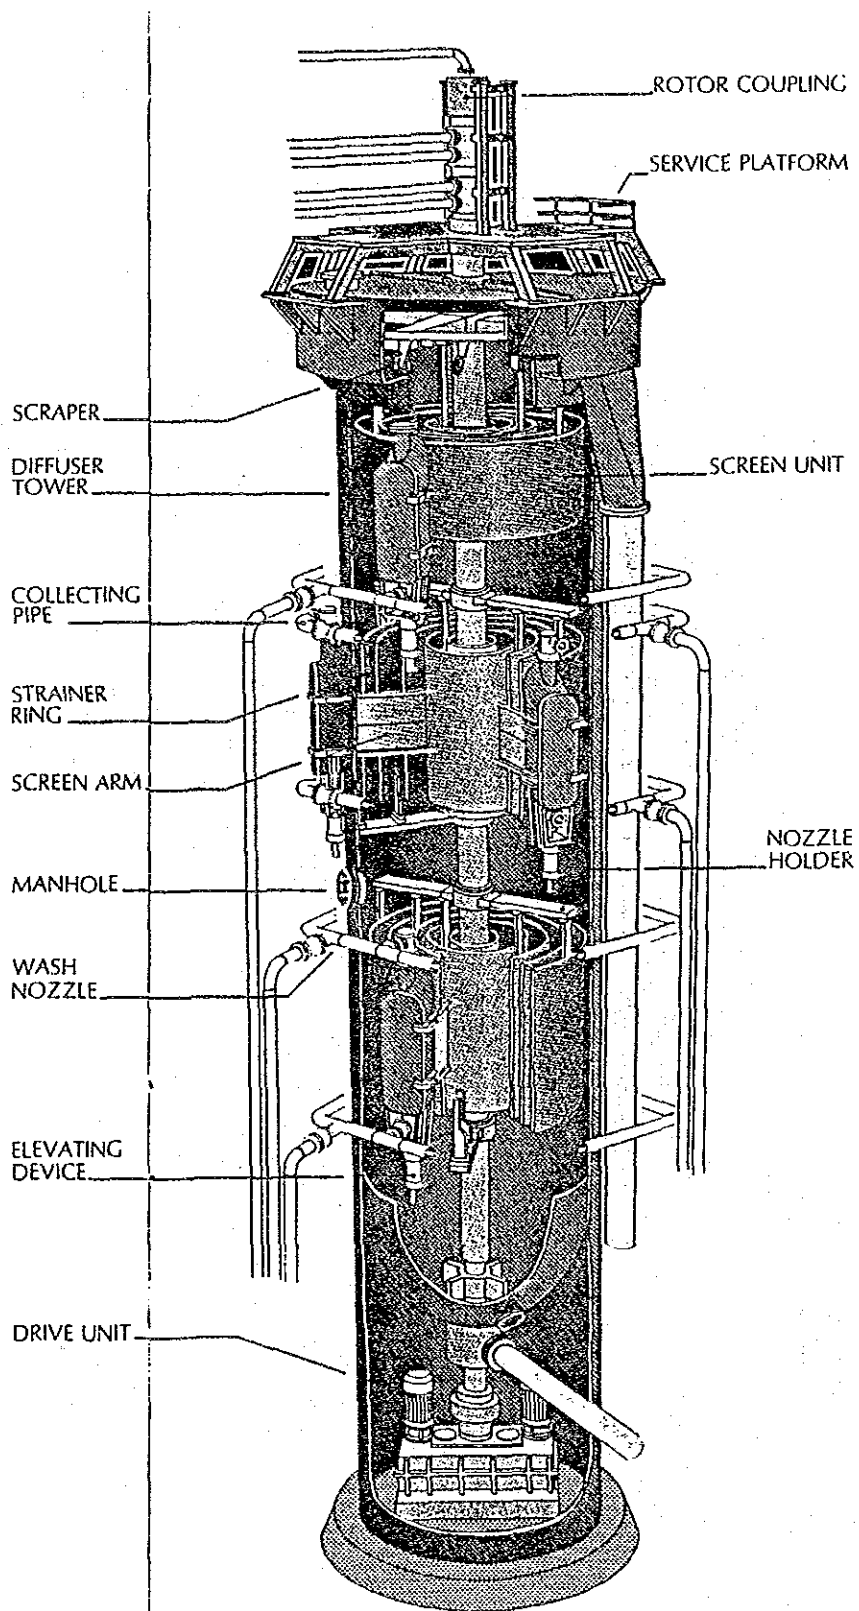 ROTOR COUPLING
SERVICE PLATFORM
SCRAPER
DIFFUSER
TOWER
SCREEN UNIT
COLLECTING
PIPE
STRAINER
RING
SCREEN ARM
NOZZLE
HOLDER
MANHOLE
WASH
NOZZLE
ELEVATING
DEVICE
DRIVE UNIT